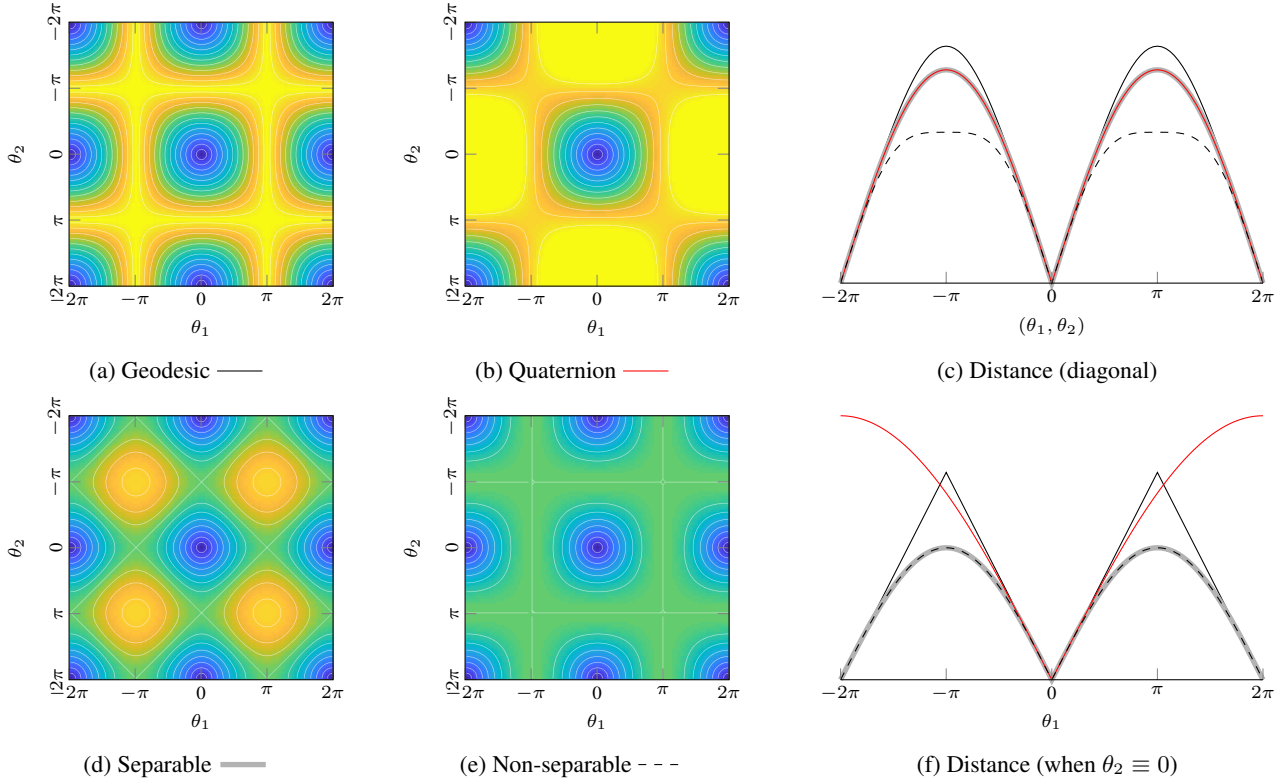 −2π
−π
0
π
2π
θ₂
−2π
−π
0
π
2π
θ₁
(a) Geodesic
−2π
−π
0
π
2π
θ₂
−2π
−π
0
π
2π
θ₁
(b) Quaternion
−2π
−π
0
π
2π
(θ₁, θ₂)
(c) Distance (diagonal)
−2π
−π
0
π
2π
θ₂
−2π
−π
0
π
2π
θ₁
(d) Separable
−2π
−π
0
π
2π
θ₂
−2π
−π
0
π
2π
θ₁
(e) Non-separable
−2π
−π
0
π
2π
θ₁
(f) Distance (when θ₂ ≡ 0)